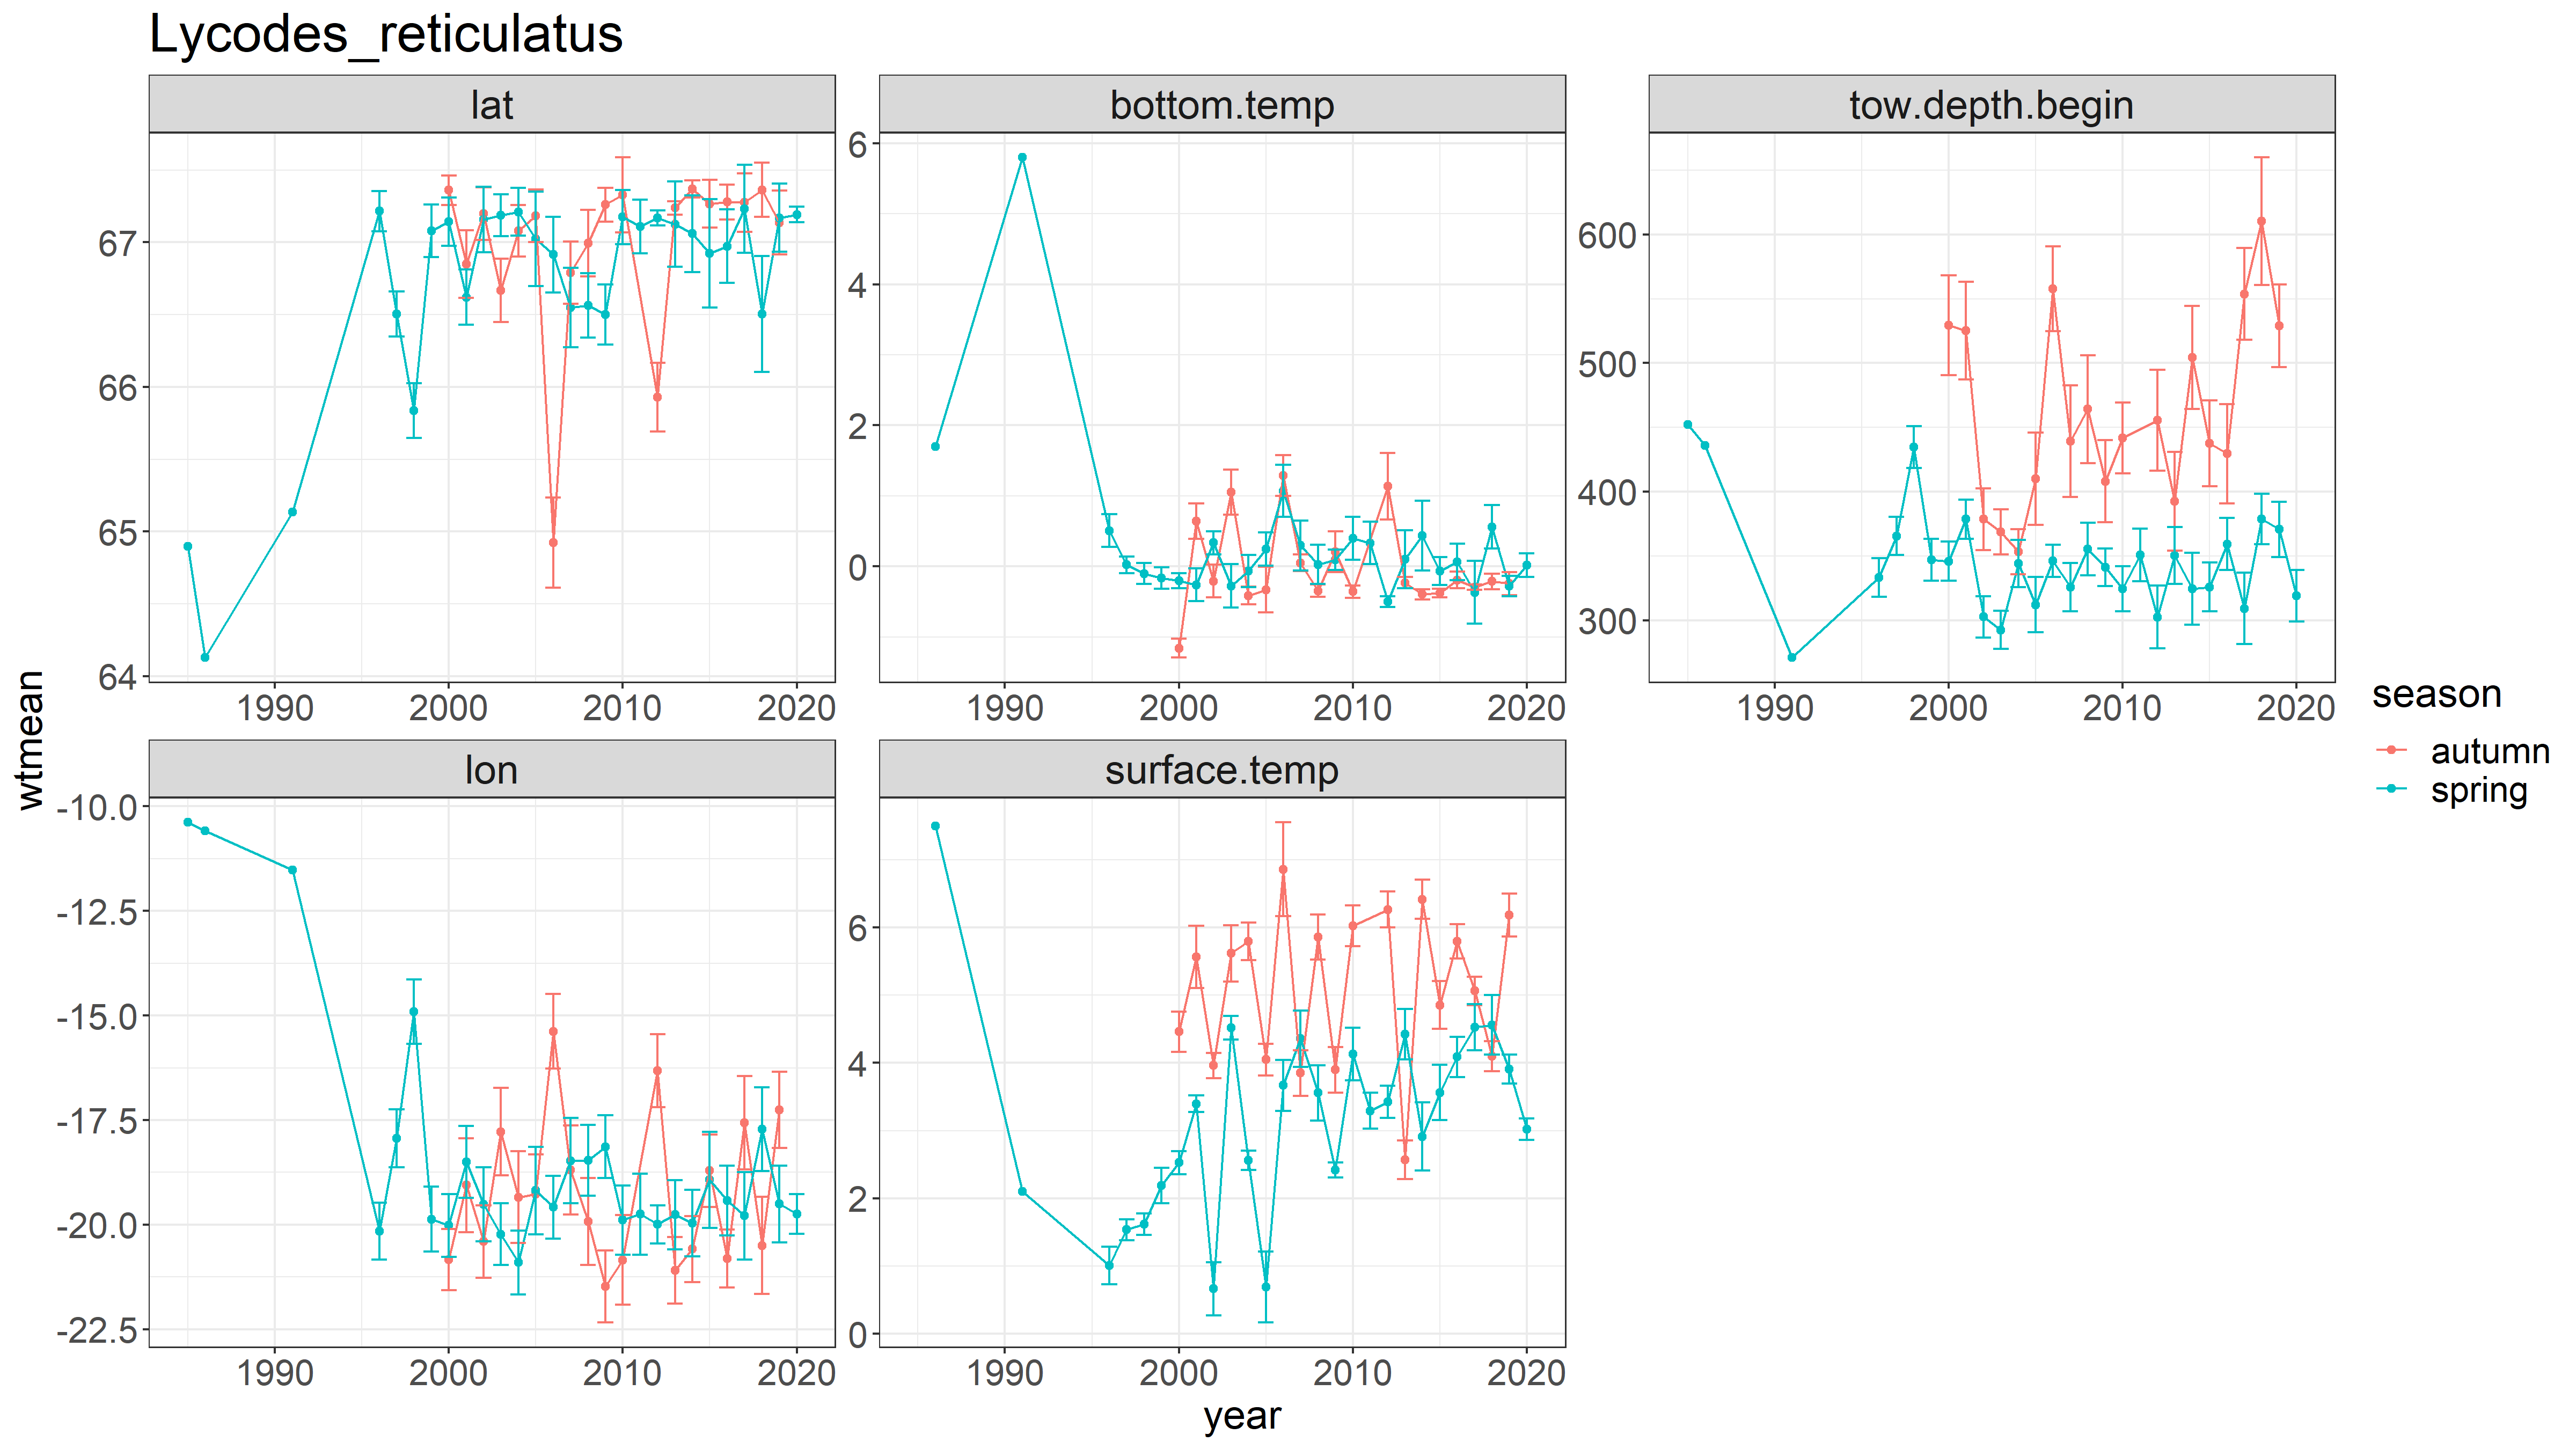 Lycodes_reticulatus
lat
bottom.temp
tow.depth.begin
67
66
65
64
6
4
2
0
600
500
400
300
1990 2000 2010 2020
1990 2000 2010 2020
1990 2000 2010 2020
wtmean
lon
surface.temp
-10.0
-12.5
-15.0
-17.5
-20.0
-22.5
6
4
2
0
1990 2000 2010 2020
1990 2000 2010 2020
year
season
autumn
spring